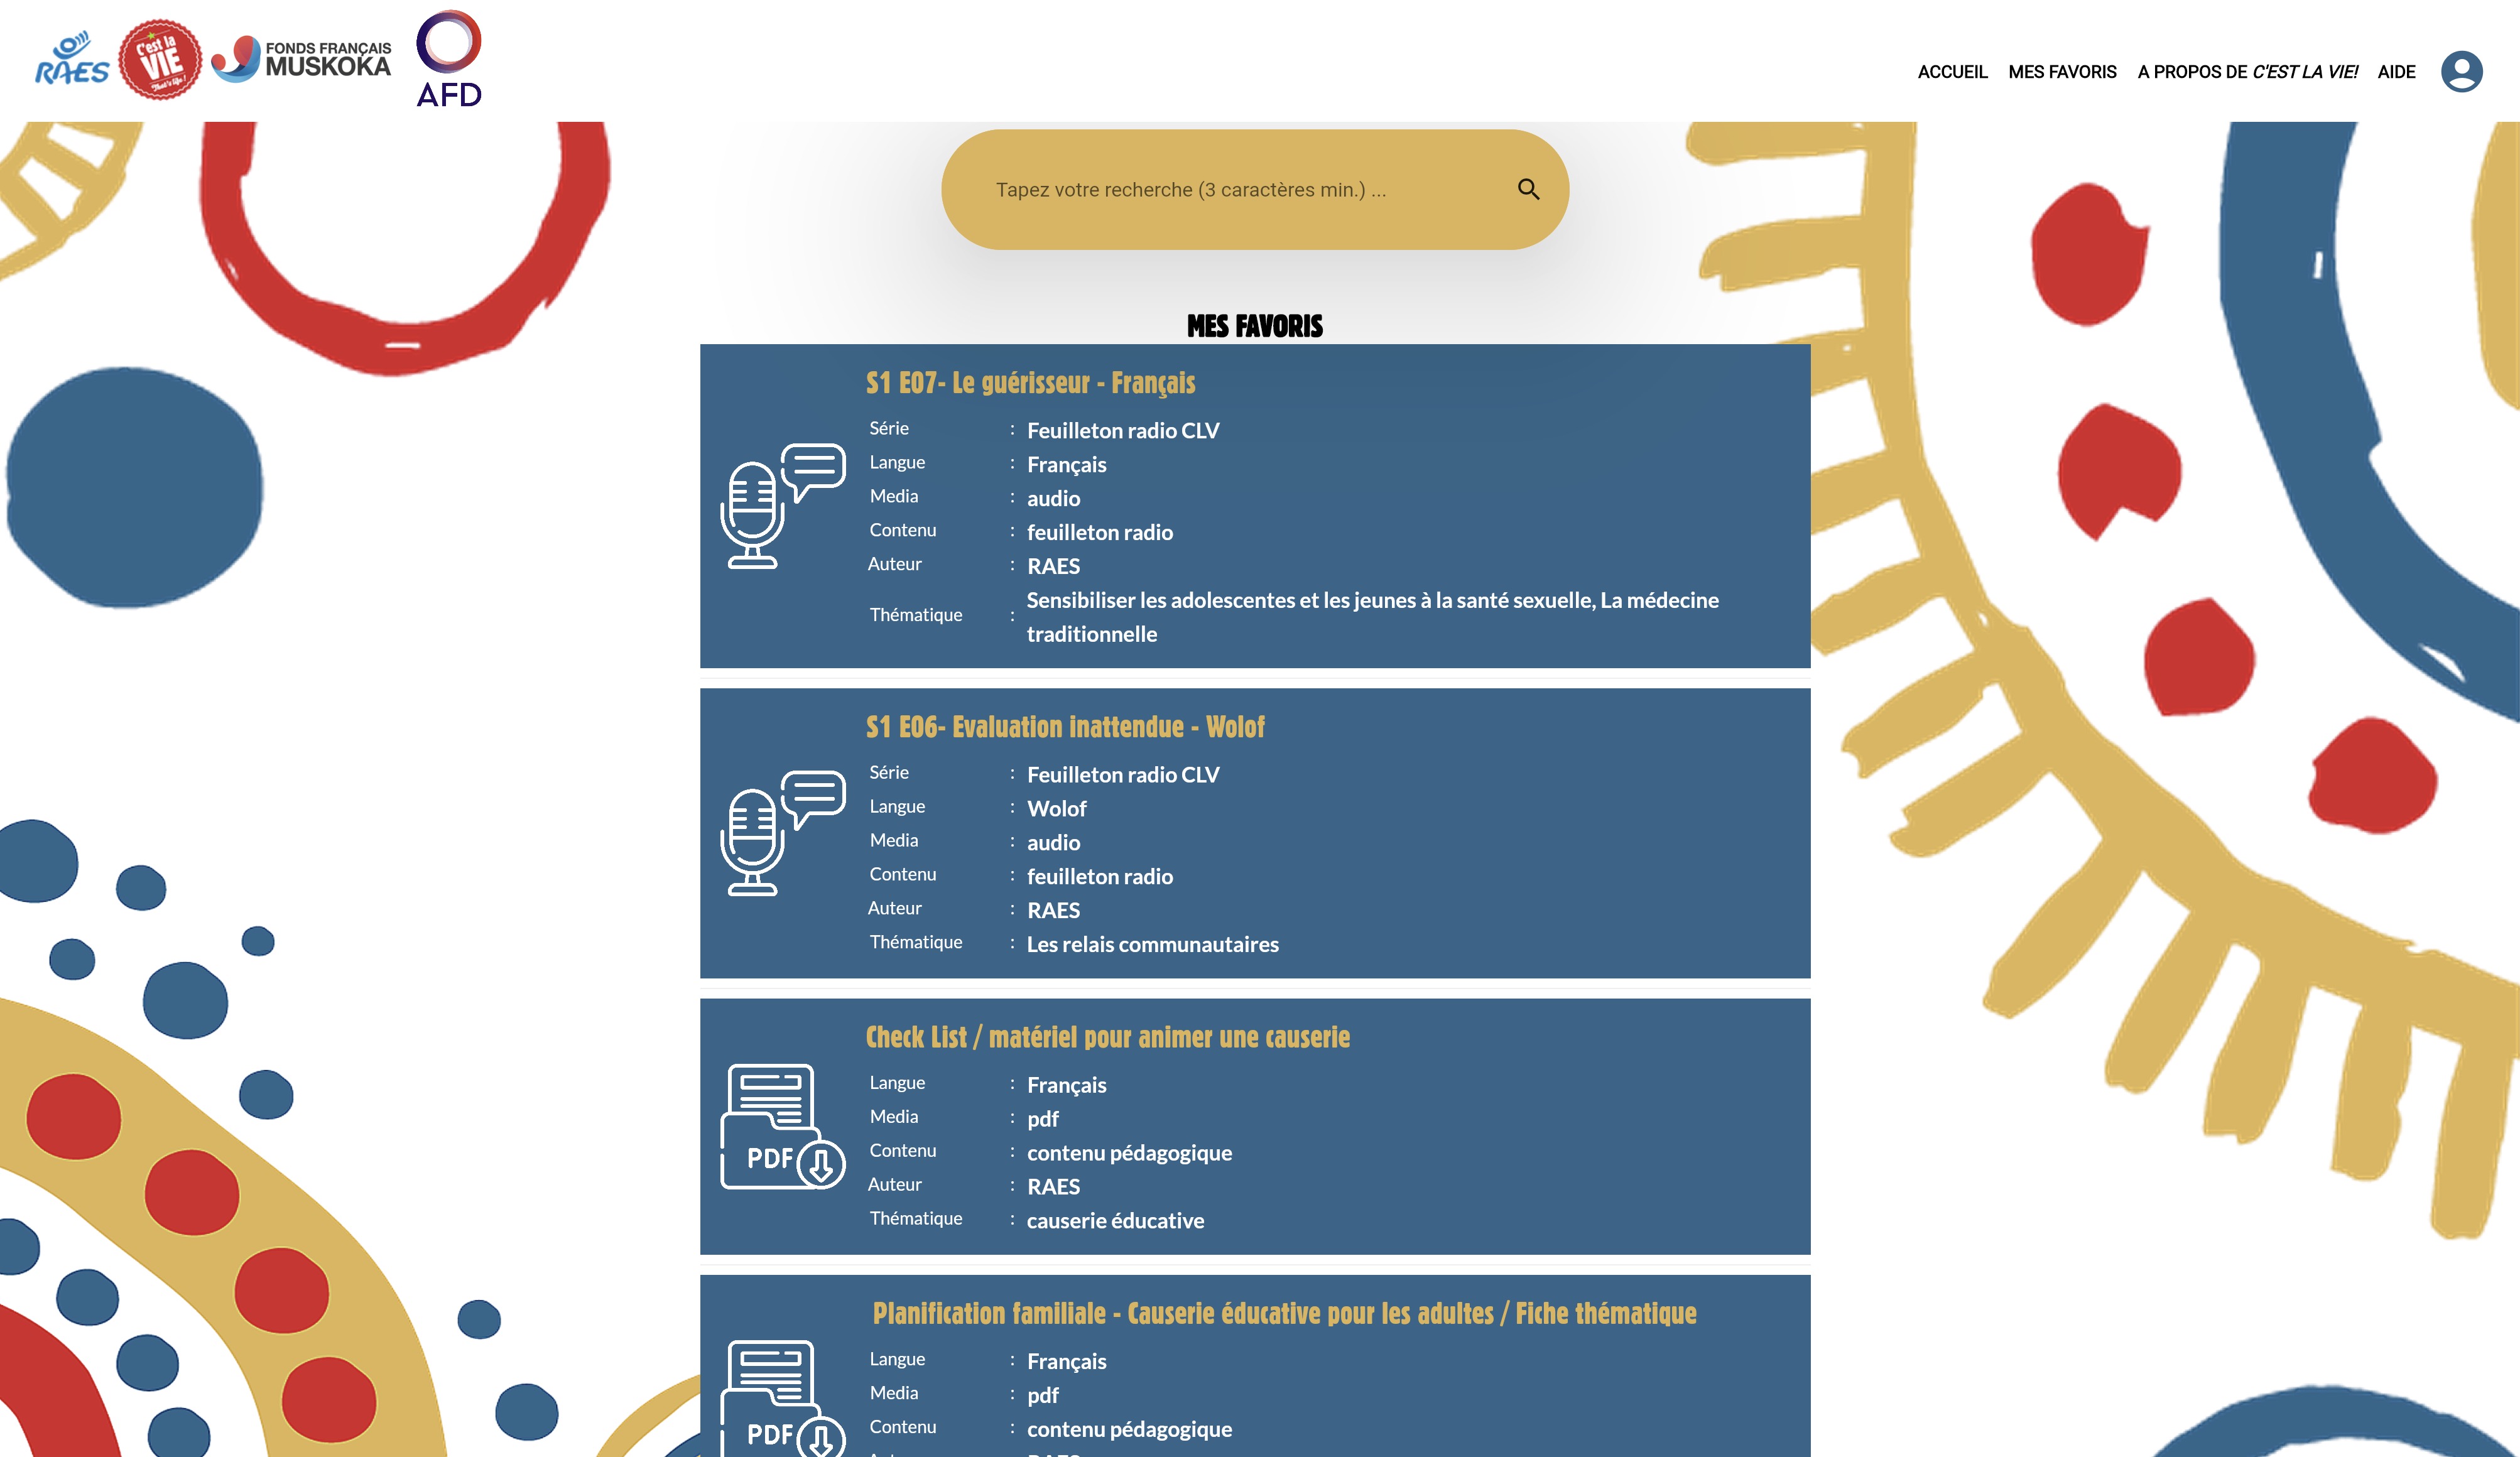 RAES
C'est la
VIE
That's life!
FONDS FRANÇAIS
MUSKOKA
AFD
ACCUEIL MES FAVORIS A PROPOS DE C'EST LA VIE! AIDE
Tapez votre recherche (3 caractères min.) ...
MES FAVORIS
S1 E07- Le guérisseur - Français
Série : Feuilleton radio CLV
Langue : Français
Media : audio
Contenu : feuilleton radio
Auteur : RAES
Thématique : Sensibiliser les adolescentes et les jeunes à la santé sexuelle, La médecine
traditionnelle
S1 E06- Evaluation inattendue - Wolof
Série : Feuilleton radio CLV
Langue : Wolof
Media : audio
Contenu : feuilleton radio
Auteur : RAES
Thématique : Les relais communautaires
Check List / matériel pour animer une causerie
PDF
Langue : Français
Media : pdf
Contenu : contenu pédagogique
Auteur : RAES
Thématique : causerie éducative
Planification familiale - Causerie éducative pour les adultes / Fiche thématique
PDF
Langue : Français
Media : pdf
Contenu : contenu pédagogique